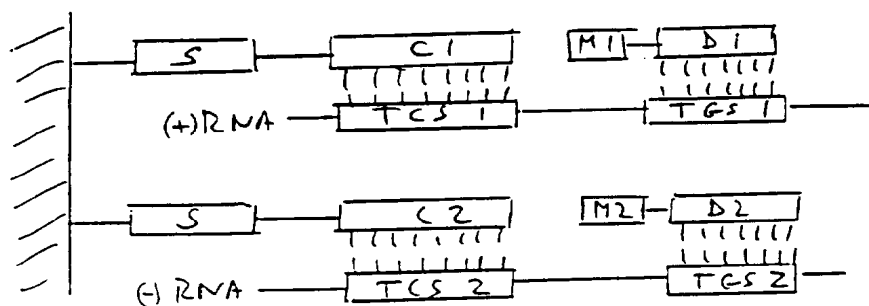 S C1 M1 D1
(+)RNA TCS 1 TGS 1
S C2 M2 D2
(-) RNA TCS 2 TGS 2